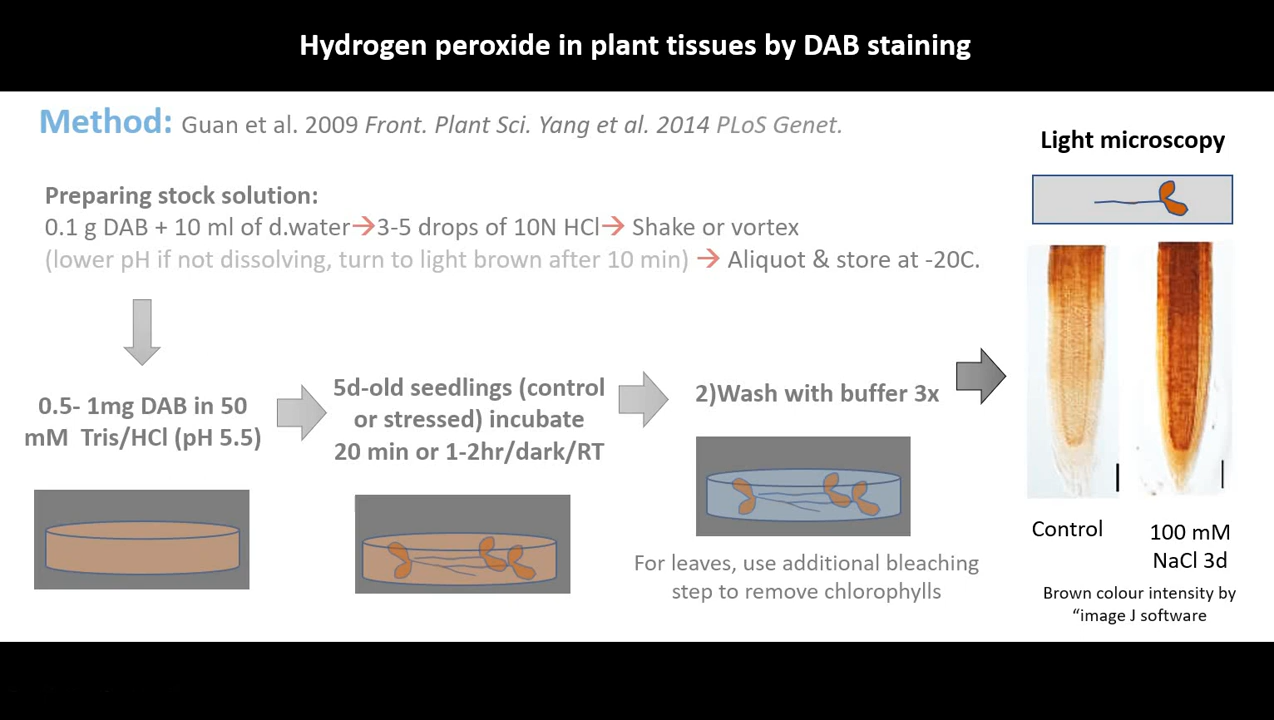 Hydrogen peroxide in plant tissues by DAB staining
Method: Guan et al. 2009 Front. Plant Sci. Yang et al. 2014 PLoS Genet.
Preparing stock solution:
0.1 g DAB + 10 ml of d.water→3-5 drops of 10N HCl→ Shake or vortex
(lower pH if not dissolving, turn to light brown after 10 min) → Aliquot & store at -20C.
0.5- 1mg DAB in 50
mM Tris/HCl (pH 5.5)
5d-old seedlings (control
or stressed) incubate
20 min or 1-2hr/dark/RT
2)Wash with buffer 3x
For leaves, use additional bleaching
step to remove chlorophylls
Light microscopy
Control
100 mM
NaCl 3d
Brown colour intensity by
“image J software